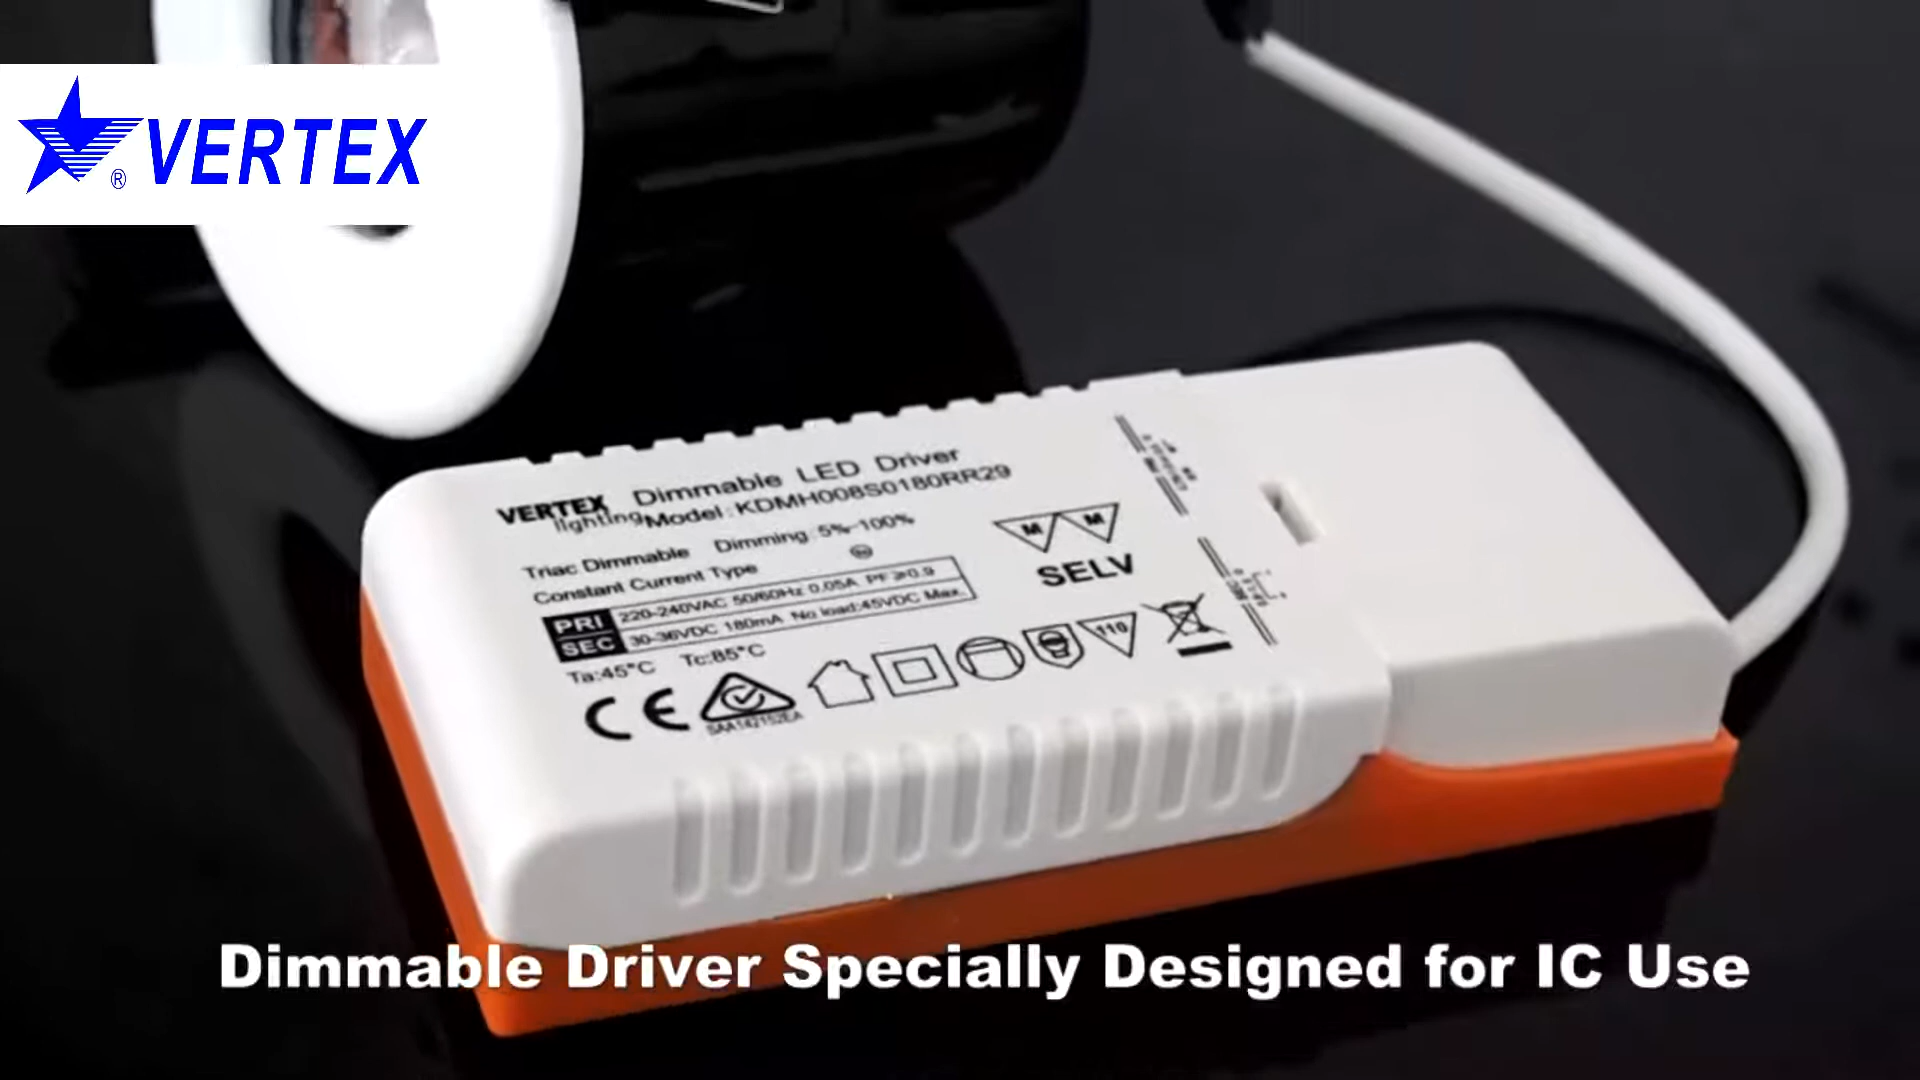 ® VERTEX
VERTEX Dimmable LED Driver
lighting Model : KDMH008S0180RR29
Triac Dimmable Dimming: 5%-100%
Constant Current Type
PRI 220-240VAC 50/60Hz 0.05A PF≥0.9
SEC 30-36VDC 180mA No load:45VDC Max.
Ta:45°C Tc:85°C
M M
SELV
110
CE
SAA142152EA
Dimmable Driver Specially Designed for IC Use